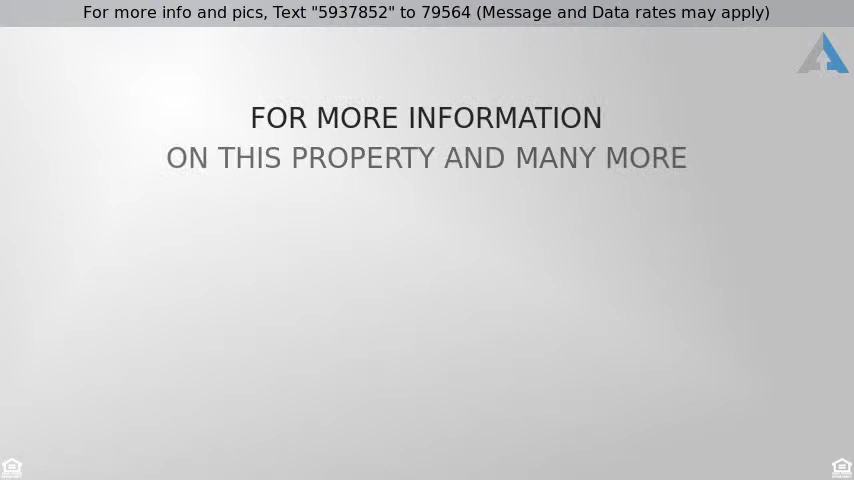 For more info and pics, Text "5937852" to 79564 (Message and Data rates may apply)
FOR MORE INFORMATION
ON THIS PROPERTY AND MANY MORE